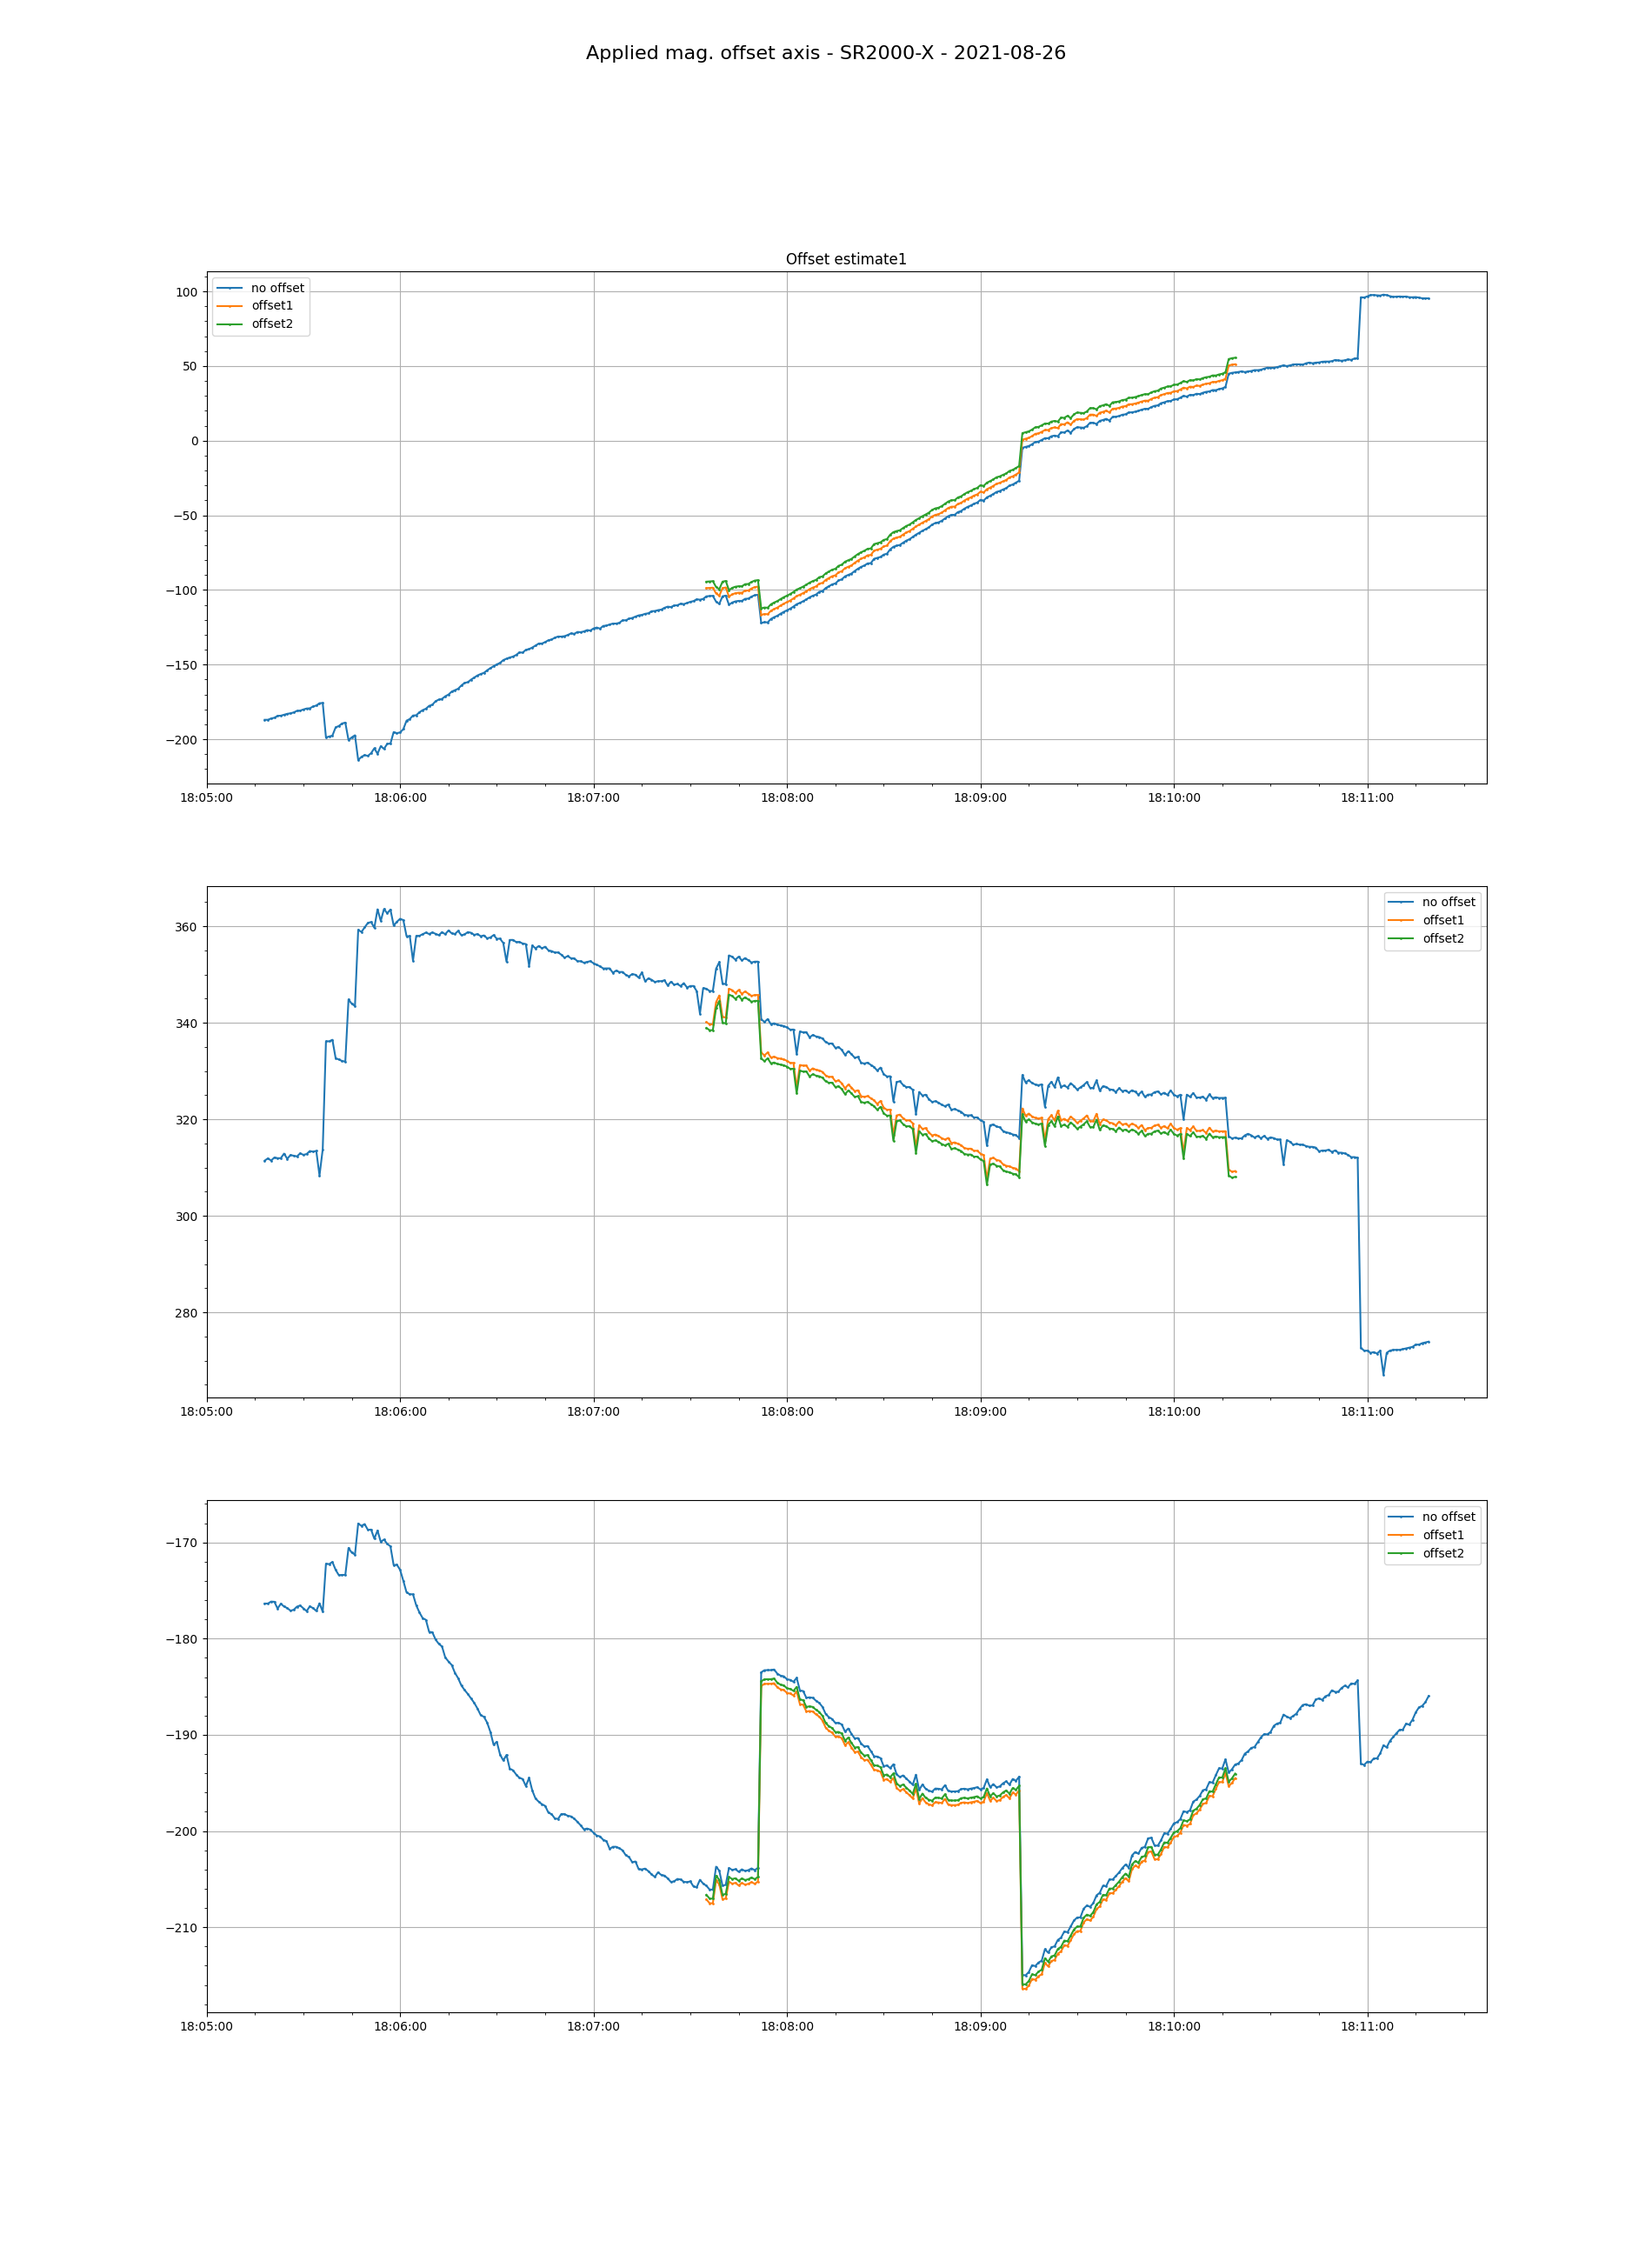 Applied mag. offset axis - SR2000-X - 2021-08-26
Offset estimate1
no offset
offset1
offset2
100
50
0
−50
−100
−150
−200
18:05:00 18:06:00 18:07:00 18:08:00 18:09:00 18:10:00 18:11:00
no offset
offset1
offset2
360
340
320
300
280
18:05:00 18:06:00 18:07:00 18:08:00 18:09:00 18:10:00 18:11:00
no offset
offset1
offset2
−170
−180
−190
−200
−210
18:05:00 18:06:00 18:07:00 18:08:00 18:09:00 18:10:00 18:11:00